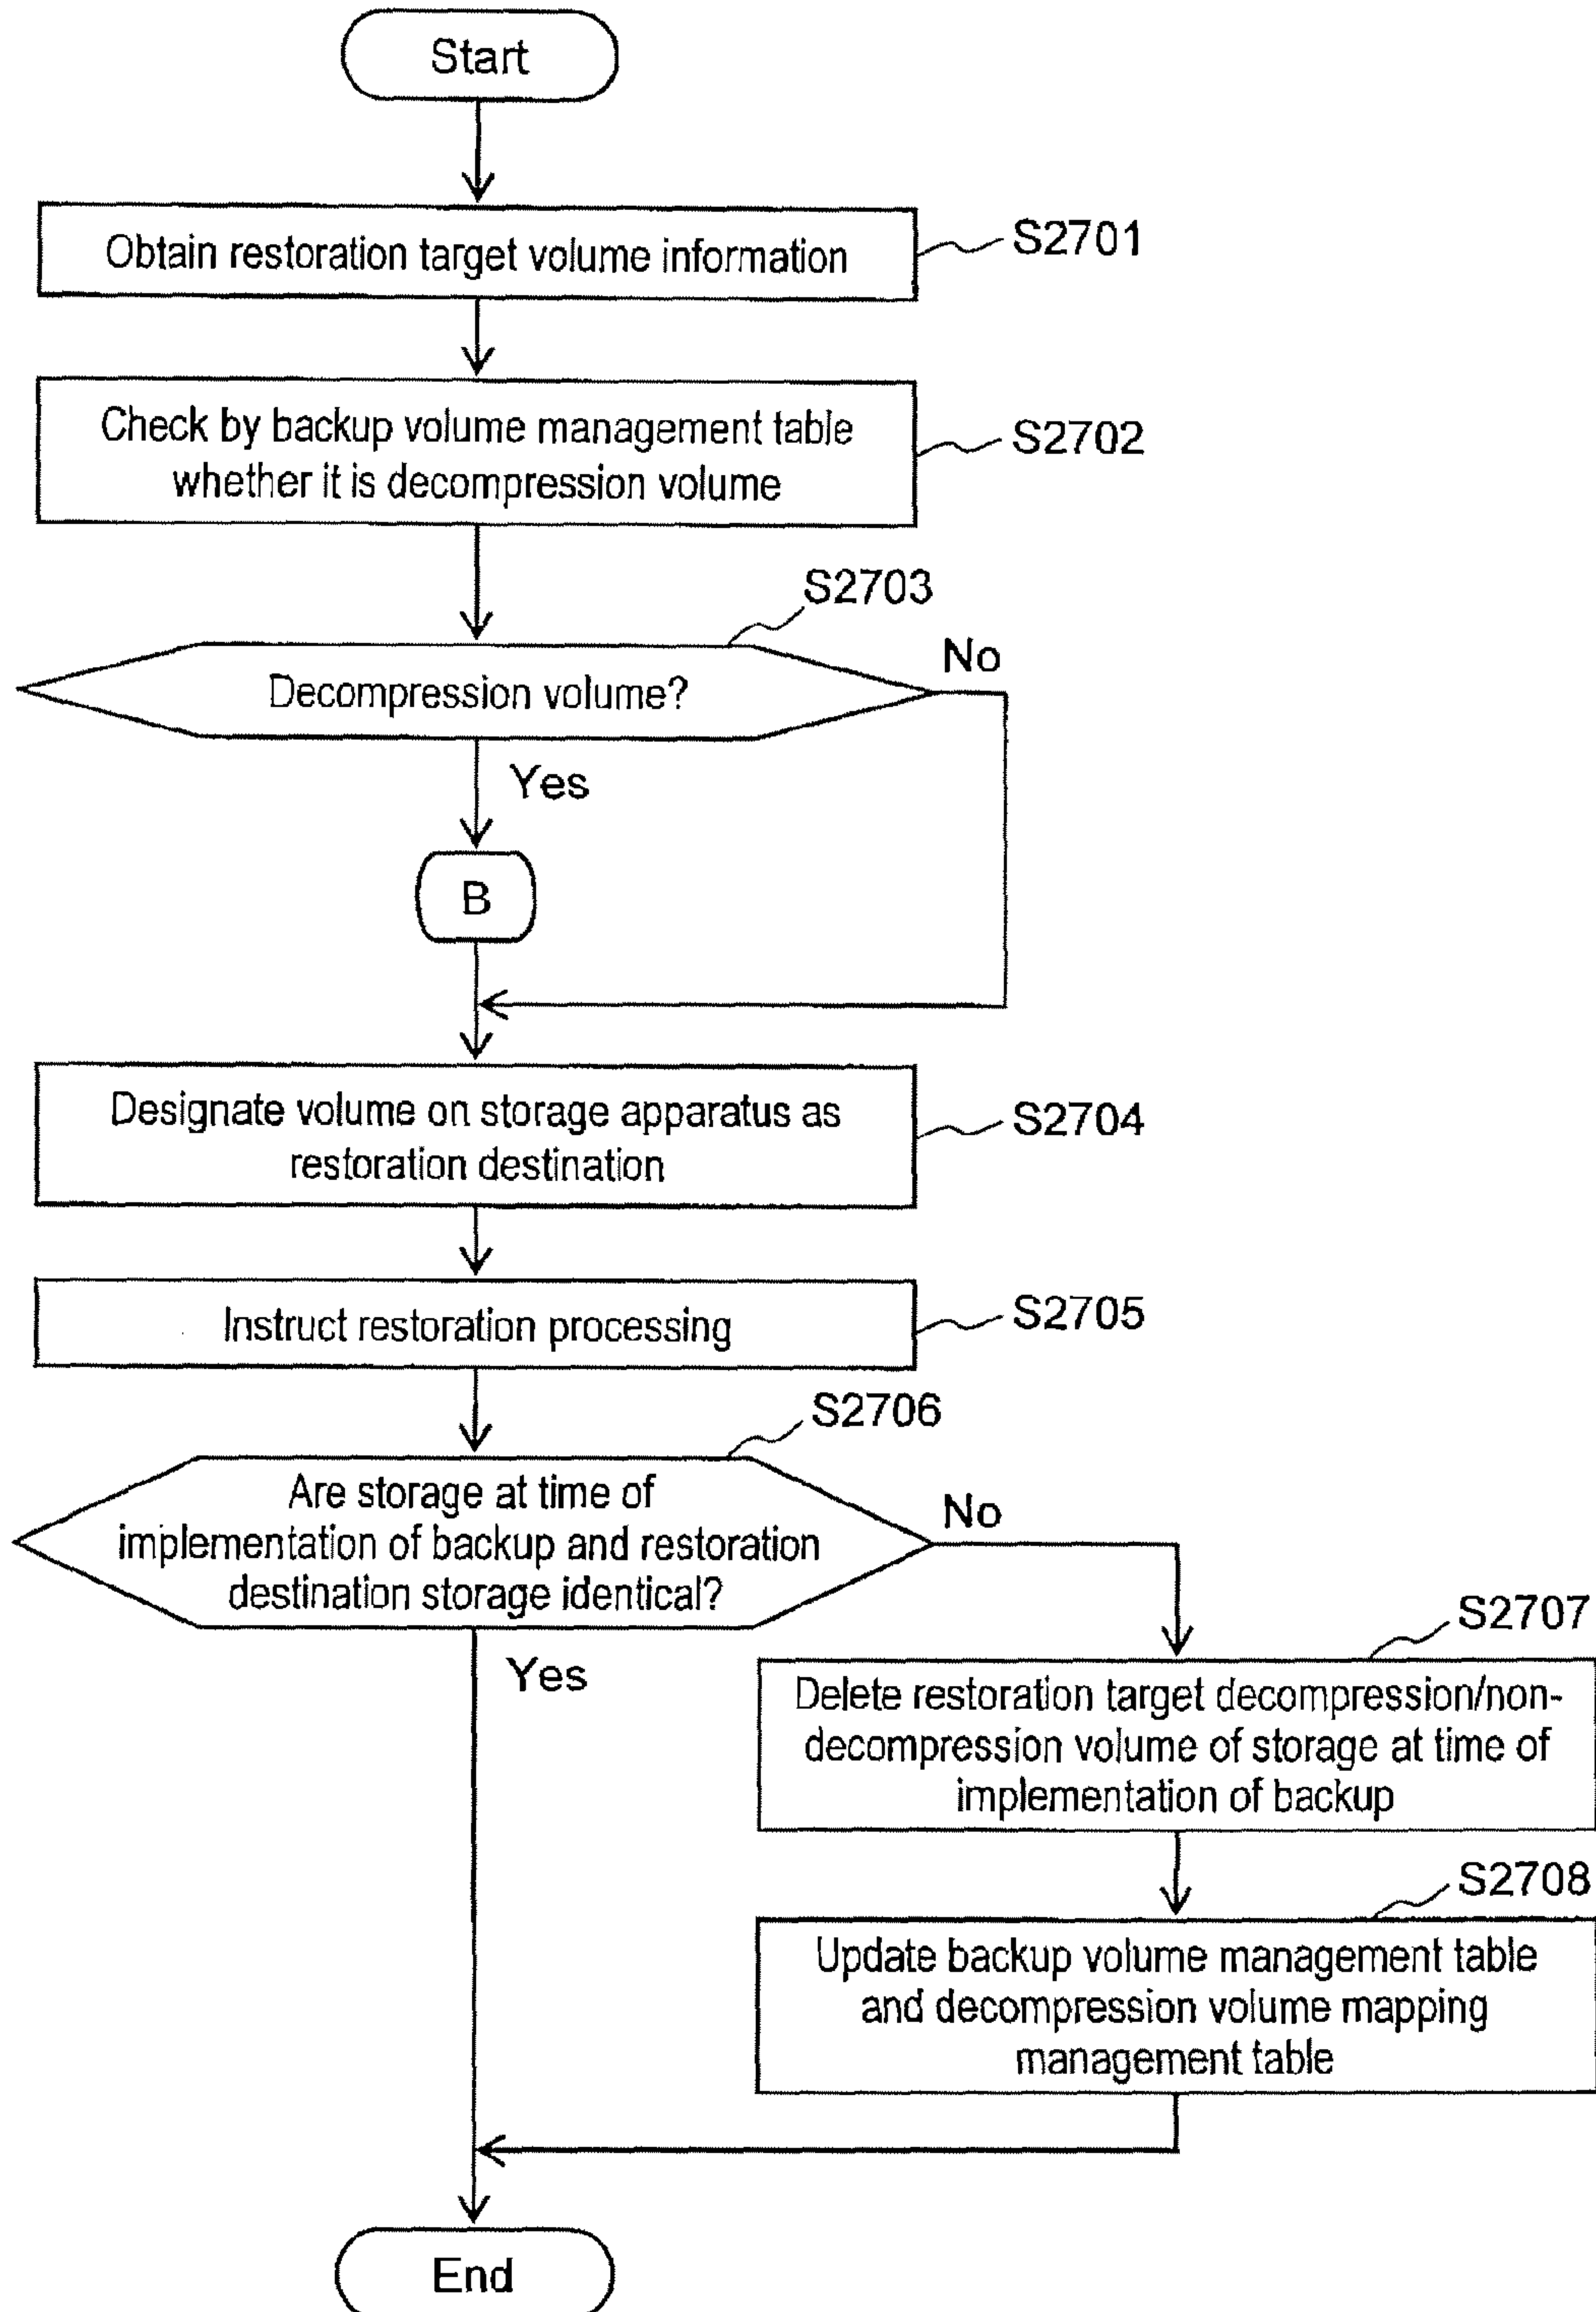 Start
Obtain restoration target volume information
S2701
Check by backup volume management table
whether it is decompression volume
S2702
S2703
Decompression volume?
No
Yes
B
Designate volume on storage apparatus as
restoration destination
S2704
Instruct restoration processing
S2705
S2706
Are storage at time of
implementation of backup and restoration
destination storage identical?
No
Yes
S2707
Delete restoration target decompression/non-
decompression volume of storage at time of
implementation of backup
S2708
Update backup volume management table
and decompression volume mapping
management table
End